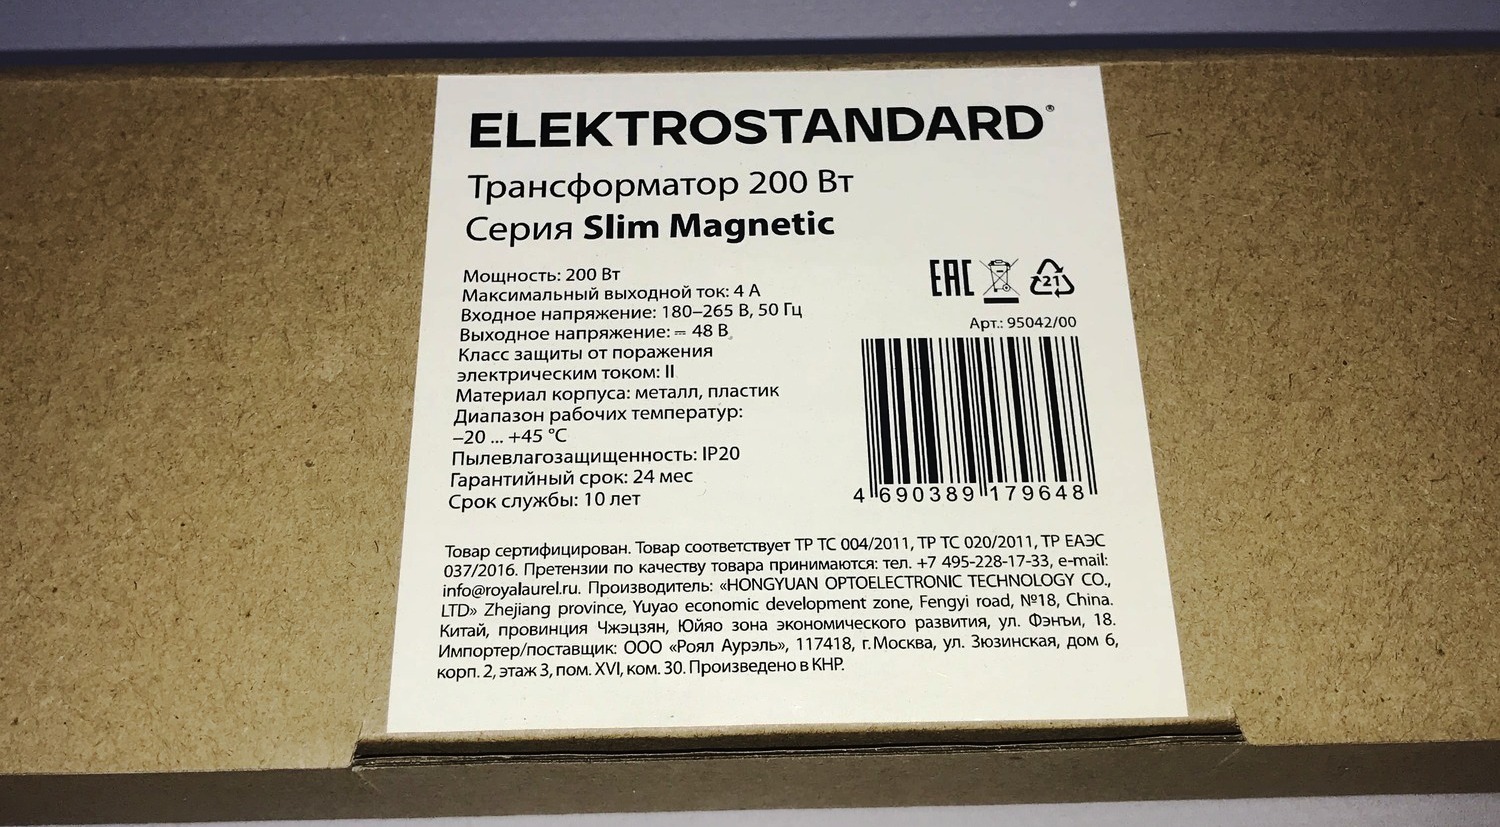 ELEKTROSTANDARD®
Трансформатор 200 Вт
Серия Slim Magnetic
Мощность: 200 Вт
Максимальный выходной ток: 4 А
Входное напряжение: 180–265 В, 50 Гц
Выходное напряжение: ⎓ 48 В
Класс защиты от поражения
электрическим током: II
Материал корпуса: металл, пластик
Диапазон рабочих температур:
–20 ... +45 °C
Пылевлагозащищенность: IP20
Гарантийный срок: 24 мес
Срок службы: 10 лет
EAC
21
Арт.: 95042/00
4 690389 179648
Товар сертифицирован. Товар соответствует ТР ТС 004/2011, ТР ТС 020/2011, ТР ЕАЭС
037/2016. Претензии по качеству товара принимаются: тел. +7 495-228-17-33, e-mail:
info@royalaurel.ru. Производитель: «HONGYUAN OPTOELECTRONIC TECHNOLOGY CO.,
LTD» Zhejiang province, Yuyao economic development zone, Fengyi road, №18, China.
Китай, провинция Чжэцзян, Юйяо зона экономического развития, ул. Фэнъи, 18.
Импортер/поставщик: ООО «Роял Аурэль», 117418, г.Москва, ул. Зюзинская, дом 6,
корп. 2, этаж 3, пом. XVI, ком. 30. Произведено в КНР.